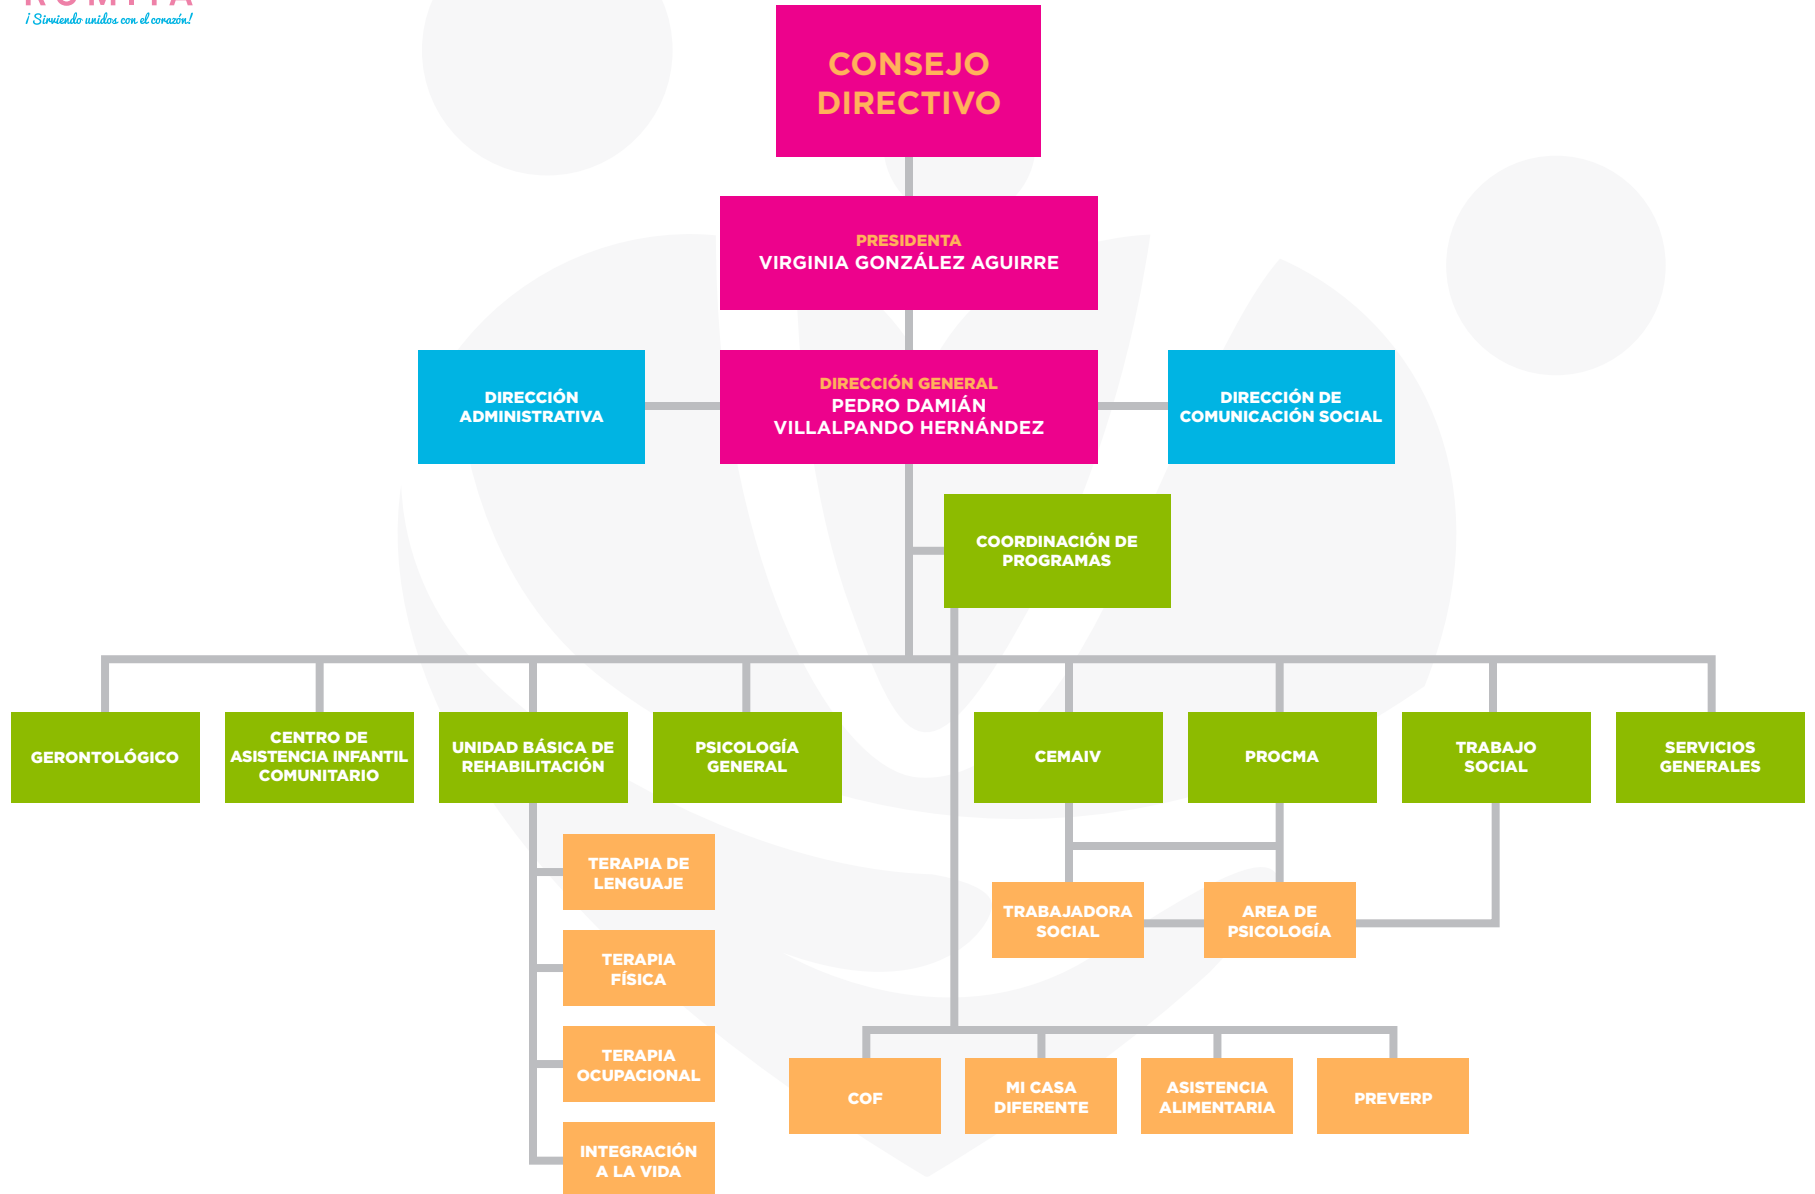 ROMITA
¡Sirviendo unidos con el corazón!
CONSEJO
DIRECTIVO
PRESIDENTA
VIRGINIA GONZÁLEZ AGUIRRE
DIRECCIÓN
ADMINISTRATIVA
DIRECCIÓN GENERAL
PEDRO DAMIÁN
VILLALPANDO HERNÁNDEZ
DIRECCIÓN DE
COMUNICACIÓN SOCIAL
COORDINACIÓN DE
PROGRAMAS
GERONTOLÓGICO
CENTRO DE
ASISTENCIA INFANTIL
COMUNITARIO
UNIDAD BÁSICA DE
REHABILITACIÓN
PSICOLOGÍA
GENERAL
CEMAIV
PROCMA
TRABAJO
SOCIAL
SERVICIOS
GENERALES
TERAPIA DE
LENGUAJE
TERAPIA
FÍSICA
TERAPIA
OCUPACIONAL
INTEGRACIÓN
A LA VIDA
TRABAJADORA
SOCIAL
AREA DE
PSICOLOGÍA
COF
MI CASA
DIFERENTE
ASISTENCIA
ALIMENTARIA
PREVERP